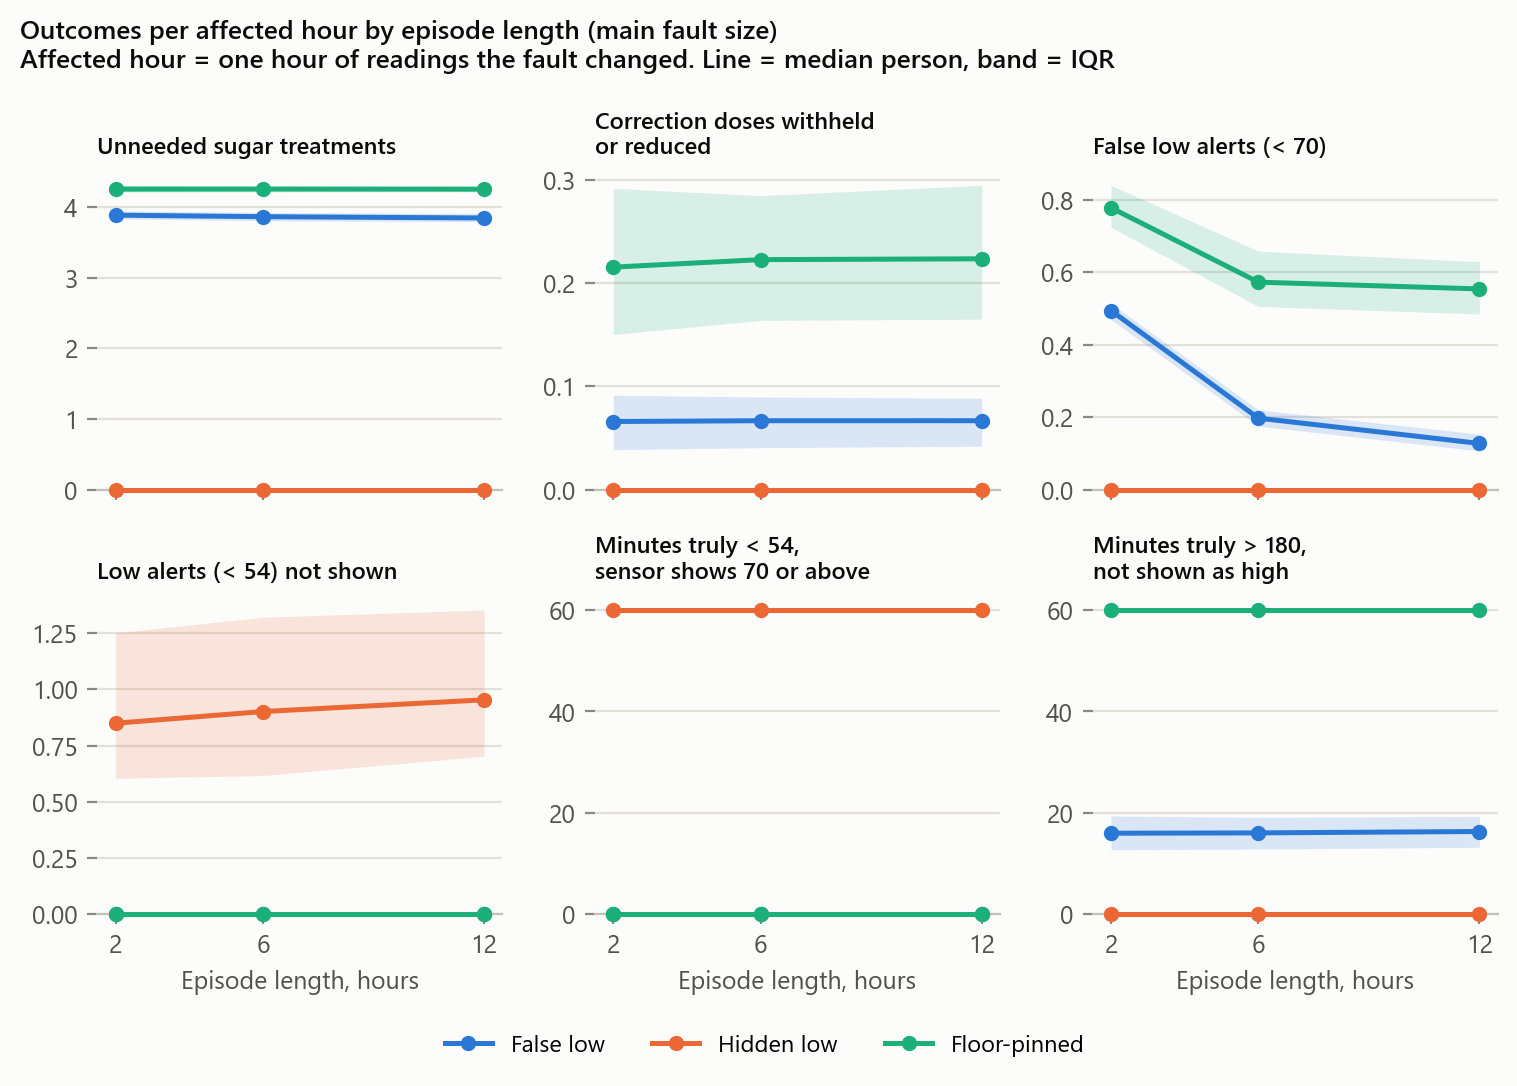 Outcomes per affected hour by episode length (main fault size)
Affected hour = one hour of readings the fault changed. Line = median person, band = IQR
Unneeded sugar treatments
4
3
2
1
0
Correction doses withheld
or reduced
0.3
0.2
0.1
0.0
False low alerts (< 70)
0.8
0.6
0.4
0.2
0.0
Low alerts (< 54) not shown
1.25
1.00
0.75
0.50
0.25
0.00
2 6 12
Episode length, hours
Minutes truly < 54,
sensor shows 70 or above
60
40
20
0
2 6 12
Episode length, hours
Minutes truly > 180,
not shown as high
60
40
20
0
2 6 12
Episode length, hours
False low Hidden low Floor-pinned